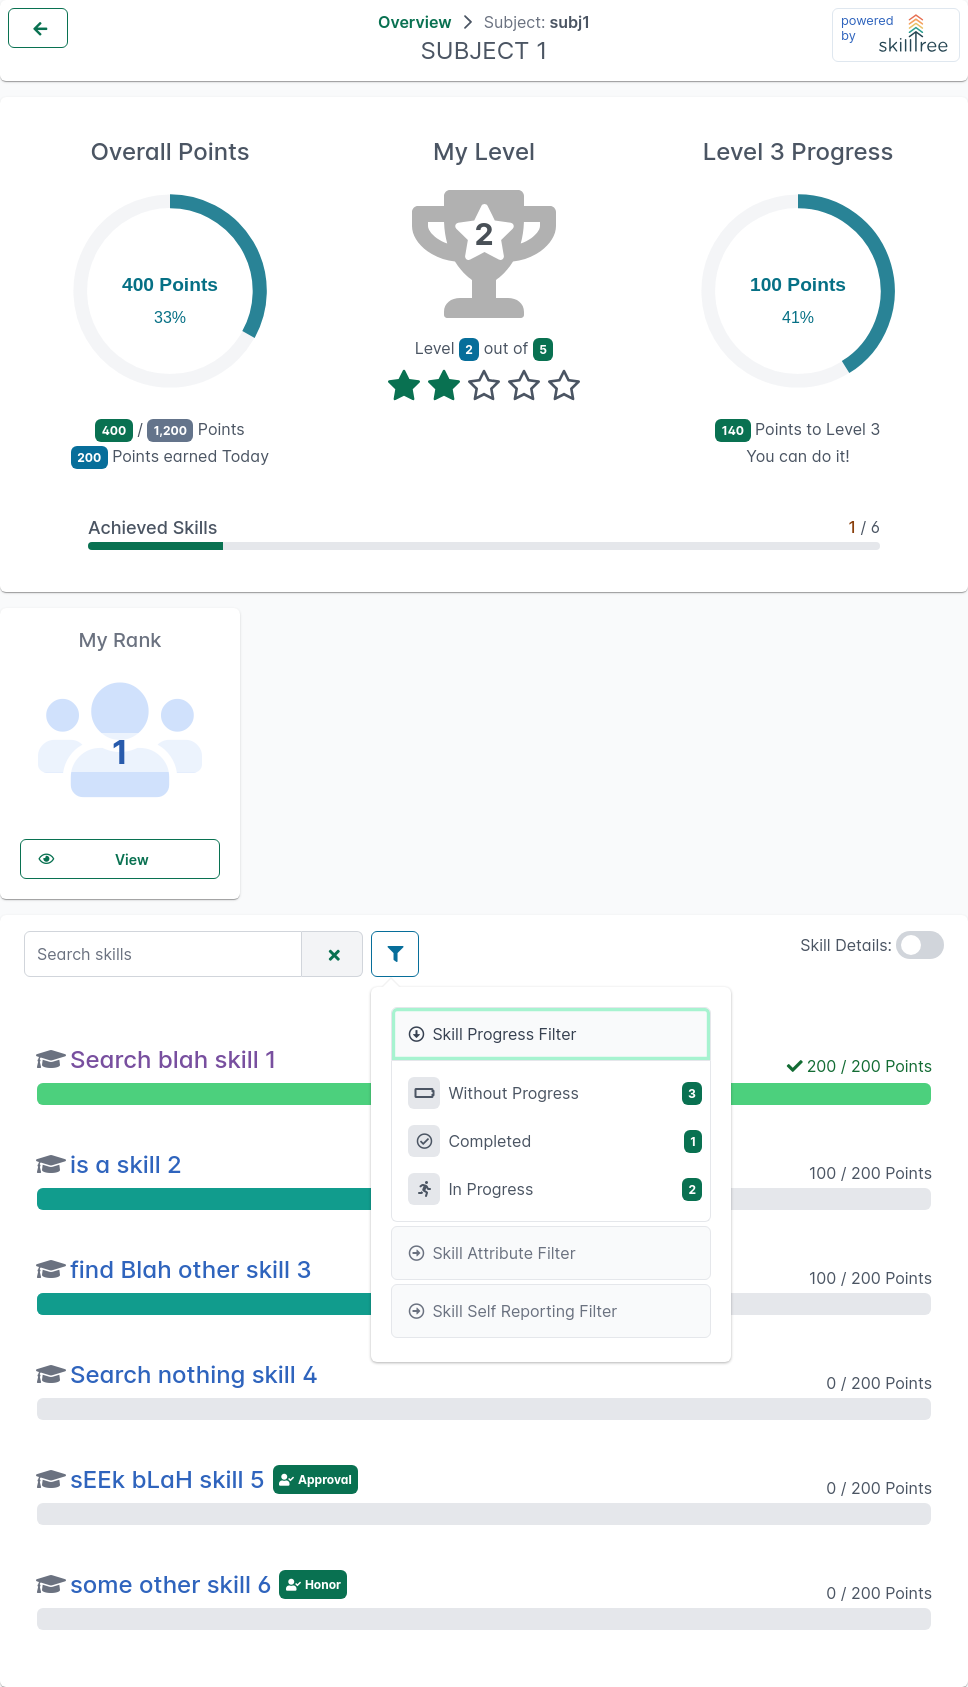 Overview > Subject: subj1
SUBJECT 1
powered by
skilltree
Overall Points
400 Points
33%
400 / 1,200 Points
200 Points earned Today
My Level
2
Level 2 out of 5
Level 3 Progress
100 Points
41%
140 Points to Level 3
You can do it!
Achieved Skills
1 / 6
My Rank
1
View
Search skills
Skill Details:
Skill Progress Filter
Without Progress 3
Completed 1
In Progress 2
Skill Attribute Filter
Skill Self Reporting Filter
Search blah skill 1
200 / 200 Points
is a skill 2
100 / 200 Points
find Blah other skill 3
100 / 200 Points
Search nothing skill 4
0 / 200 Points
sEEk bLaH skill 5 Approval
0 / 200 Points
some other skill 6 Honor
0 / 200 Points